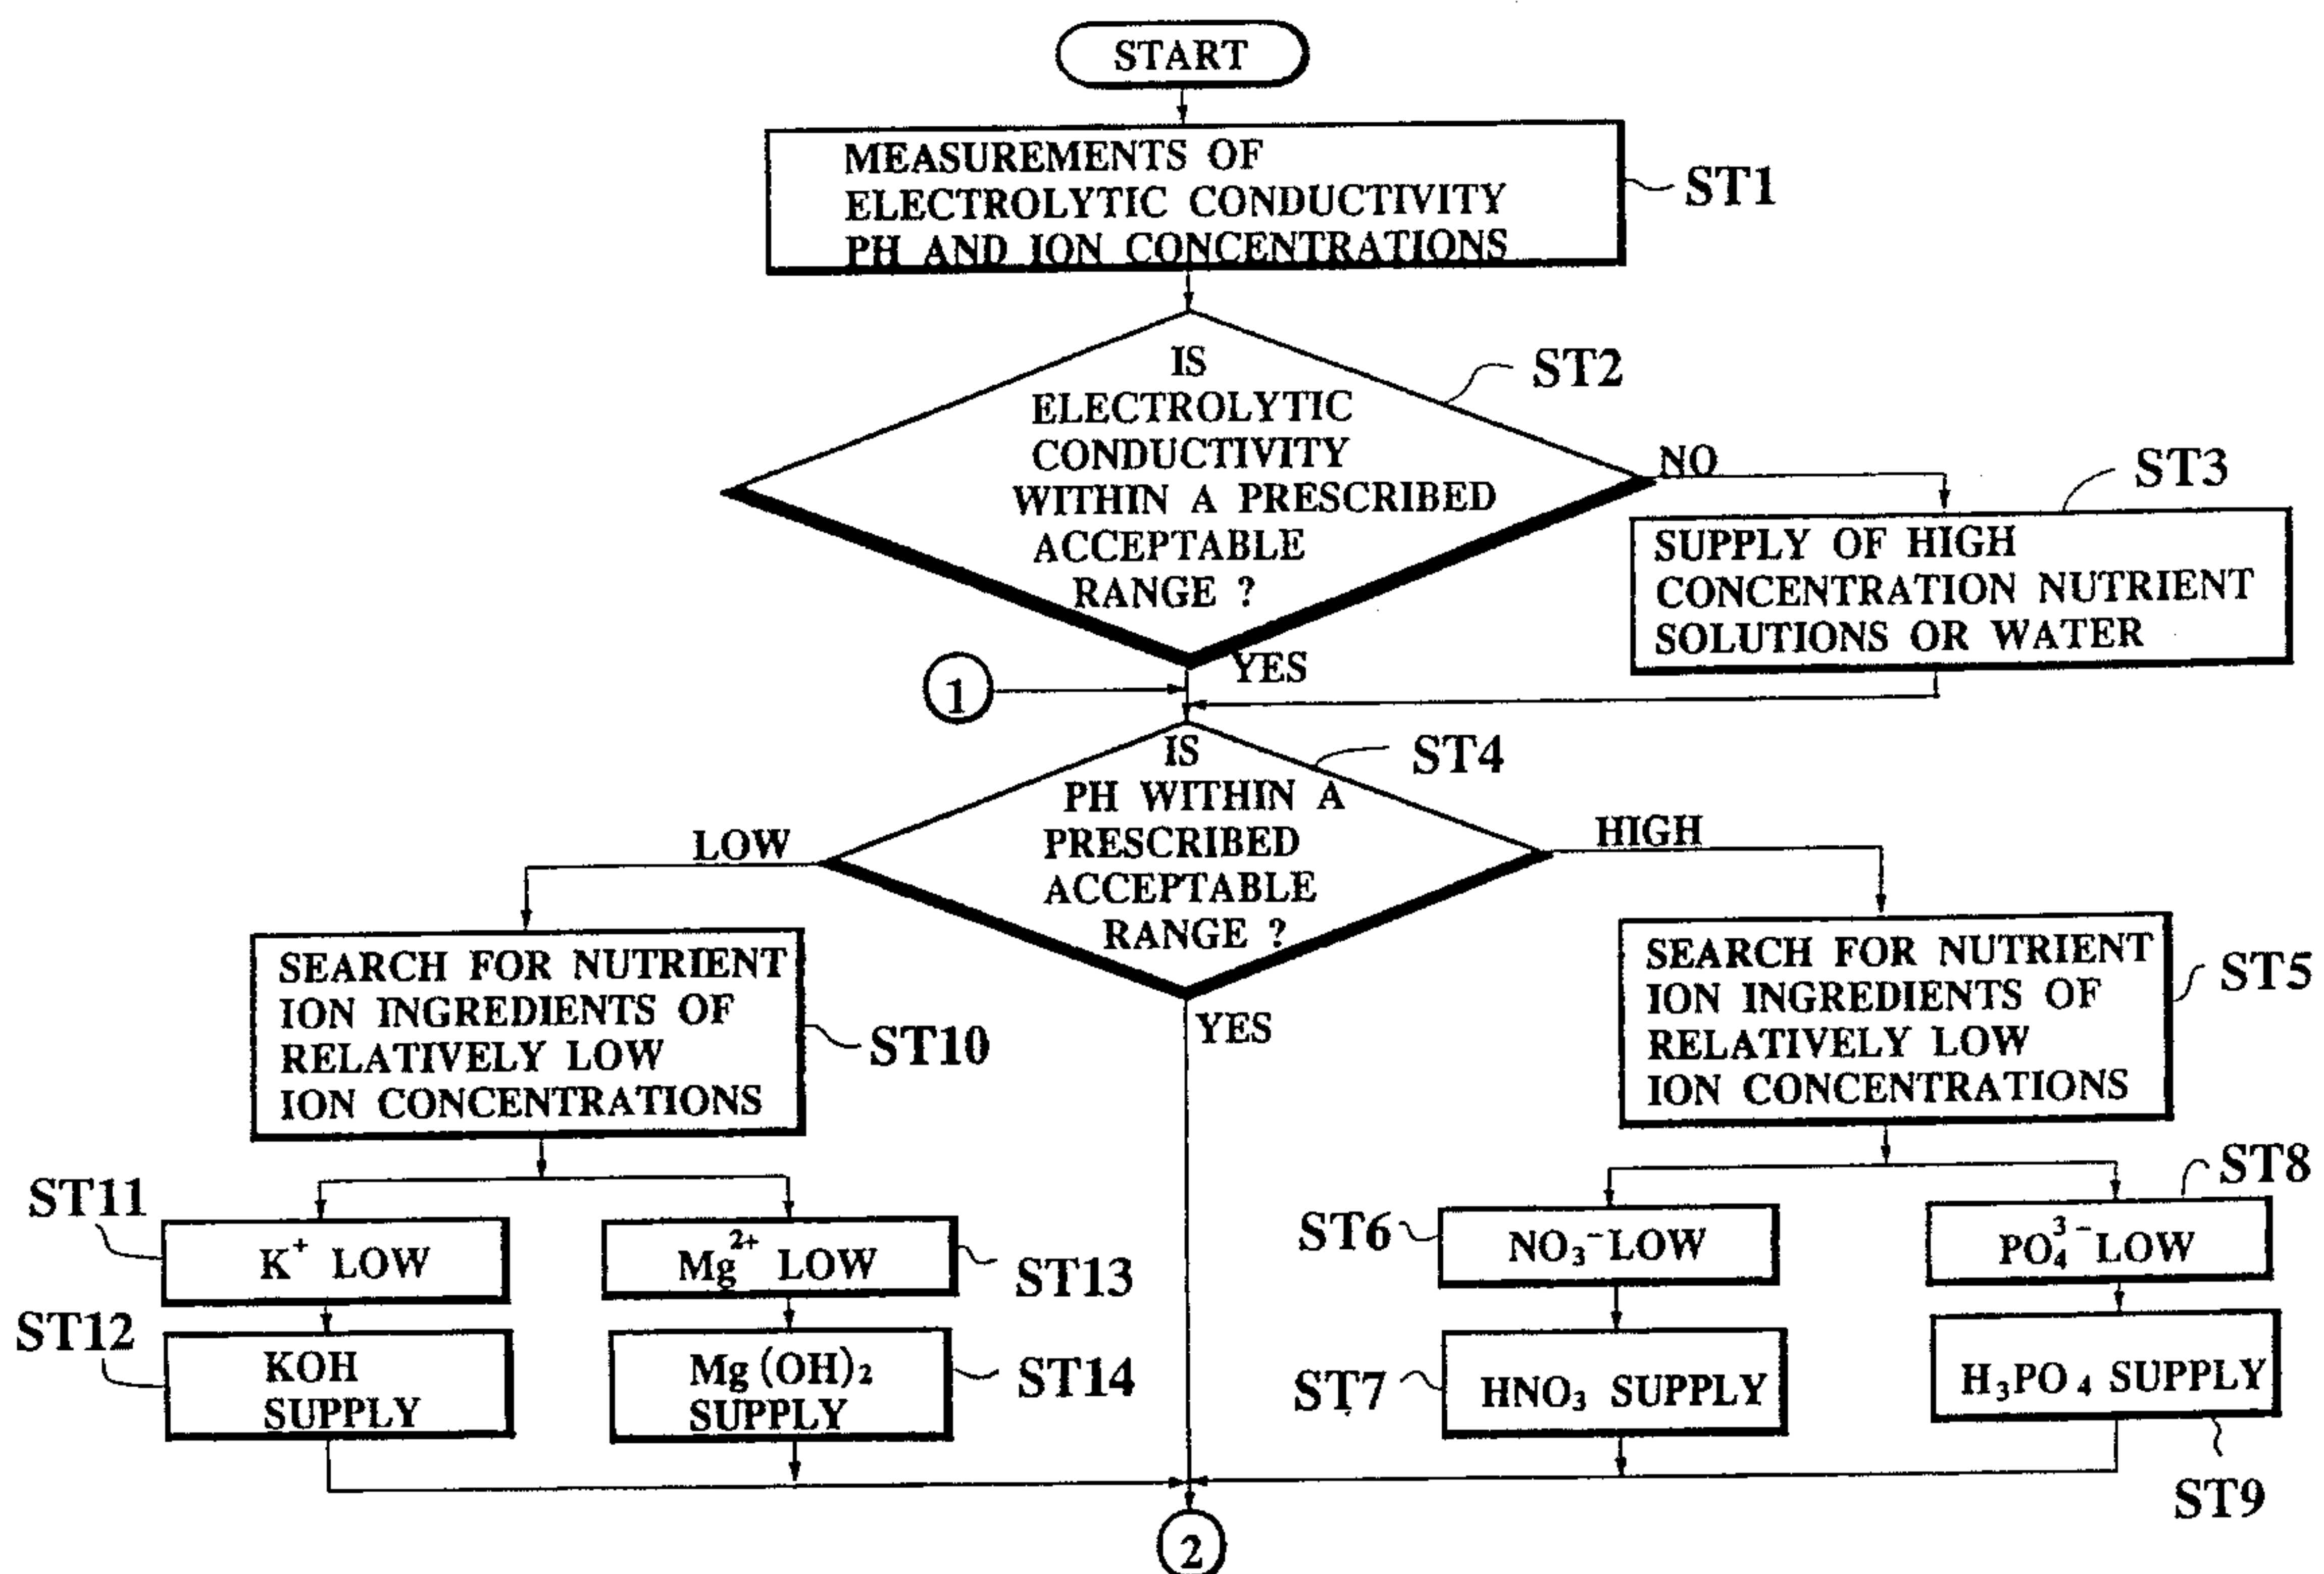 START
MEASUREMENTS OF
ELECTROLYTIC CONDUCTIVITY
PH AND ION CONCENTRATIONS
ST1
IS
ELECTROLYTIC
CONDUCTIVITY
WITHIN A PRESCRIBED
ACCEPTABLE
RANGE ?
ST2
NO
ST3
SUPPLY OF HIGH
CONCENTRATION NUTRIENT
SOLUTIONS OR WATER
YES
1
IS
PH WITHIN A
PRESCRIBED
ACCEPTABLE
RANGE ?
ST4
LOW
HIGH
YES
SEARCH FOR NUTRIENT
ION INGREDIENTS OF
RELATIVELY LOW
ION CONCENTRATIONS
ST10
SEARCH FOR NUTRIENT
ION INGREDIENTS OF
RELATIVELY LOW
ION CONCENTRATIONS
ST5
ST11
K⁺ LOW
Mg²⁺ LOW
ST13
ST6
NO₃⁻ LOW
PO₄³⁻ LOW
ST8
ST12
KOH
SUPPLY
Mg(OH)₂
SUPPLY
ST14
ST7
HNO₃ SUPPLY
H₃PO₄ SUPPLY
ST9
2